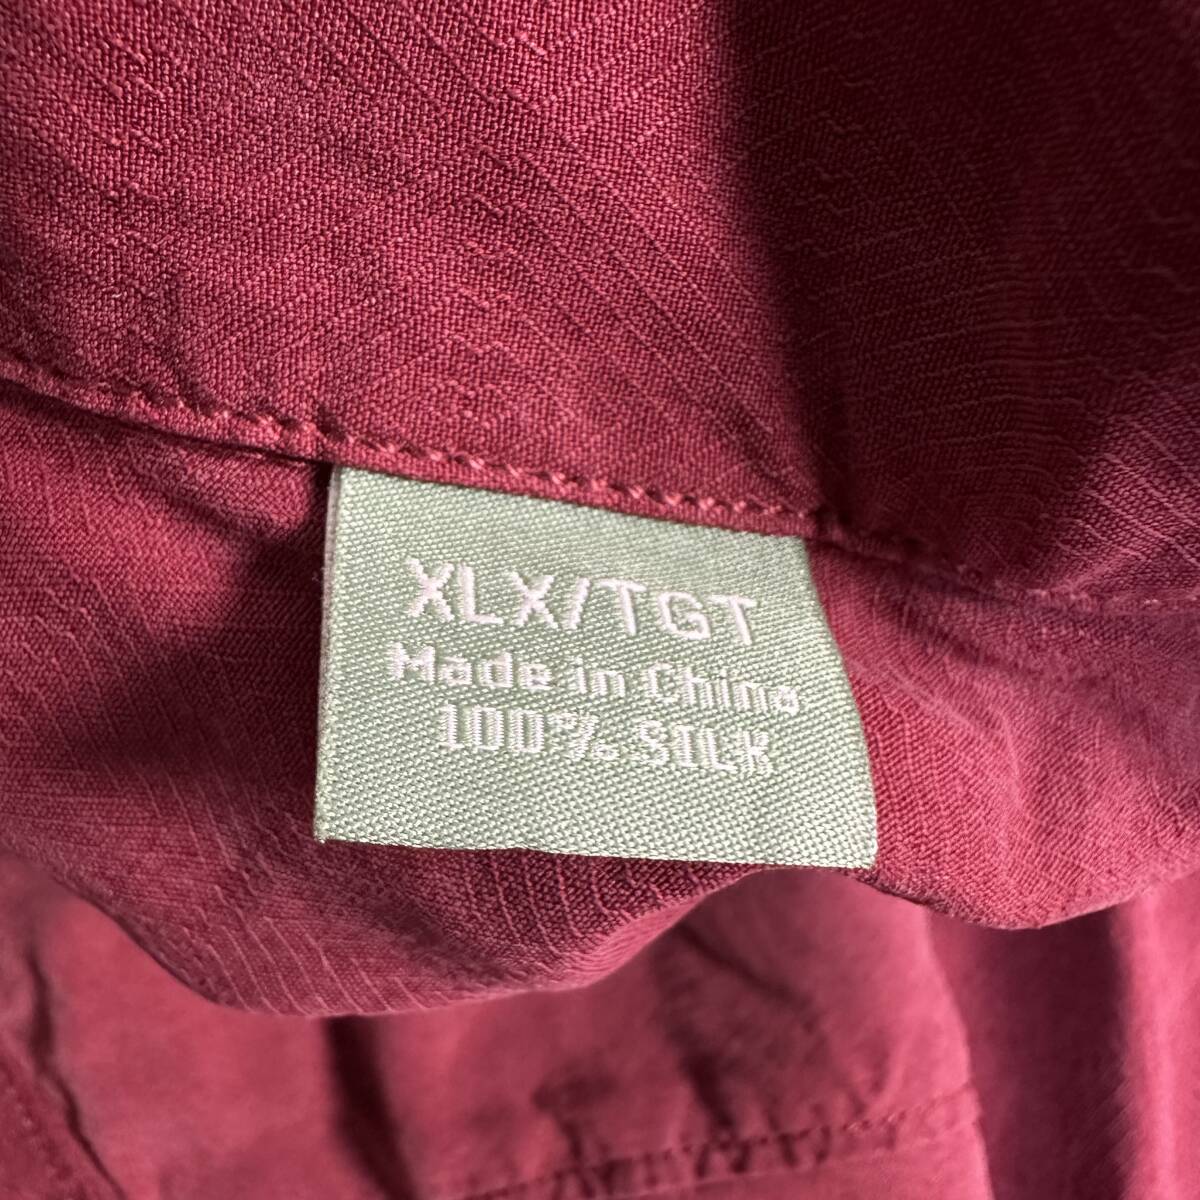 XLX/TGT
Made in China
100% SILK